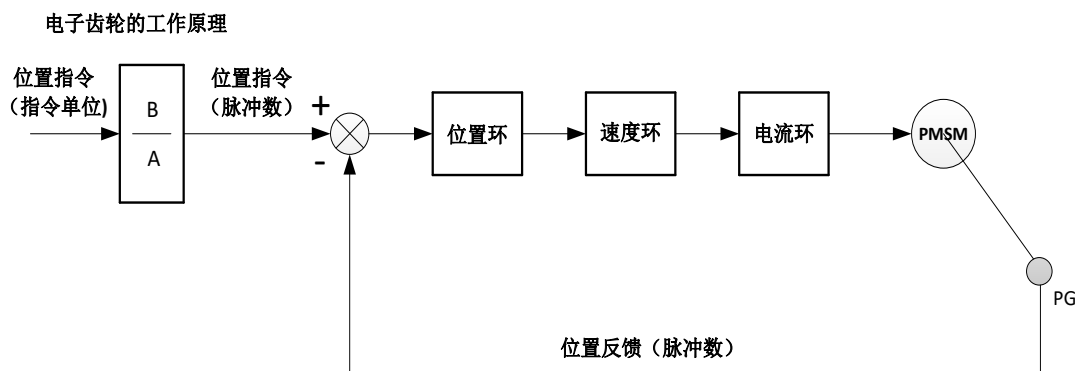 电子齿轮的工作原理
位置指令
（指令单位)
B
A
位置指令
（脉冲数）
+
-
位置环
速度环
电流环
PMSM
PG
位置反馈（脉冲数）